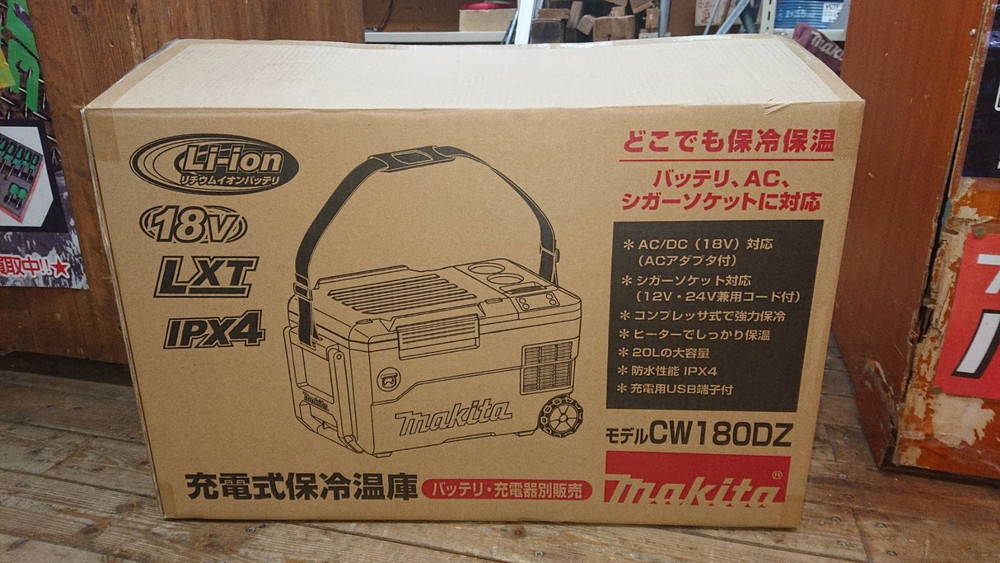 Li-ion
リチウムイオンバッテリ
18V
LXT
IPX4
どこでも保冷保温
バッテリ、AC、
シガーソケットに対応
＊AC/DC（18V）対応
（ACアダプタ付）
＊シガーソケット対応
（12V・24V兼用コード付）
＊コンプレッサ式で強力保冷
＊ヒーターでしっかり保温
＊20Lの大容量
＊防水性能 IPX4
＊充電用USB端子付
makita
モデルCW180DZ
充電式保冷温庫
バッテリ・充電器別販売
makita®
買取中!!★